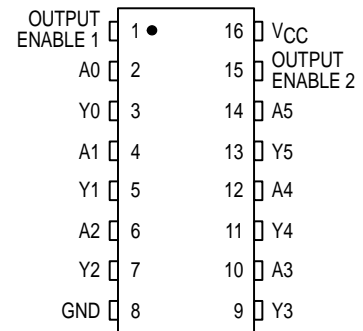 OUTPUT
ENABLE 1 1 16 VCC
A0 2 15 OUTPUT
ENABLE 2
Y0 3 14 A5
A1 4 13 Y5
Y1 5 12 A4
A2 6 11 Y4
Y2 7 10 A3
GND 8 9 Y3